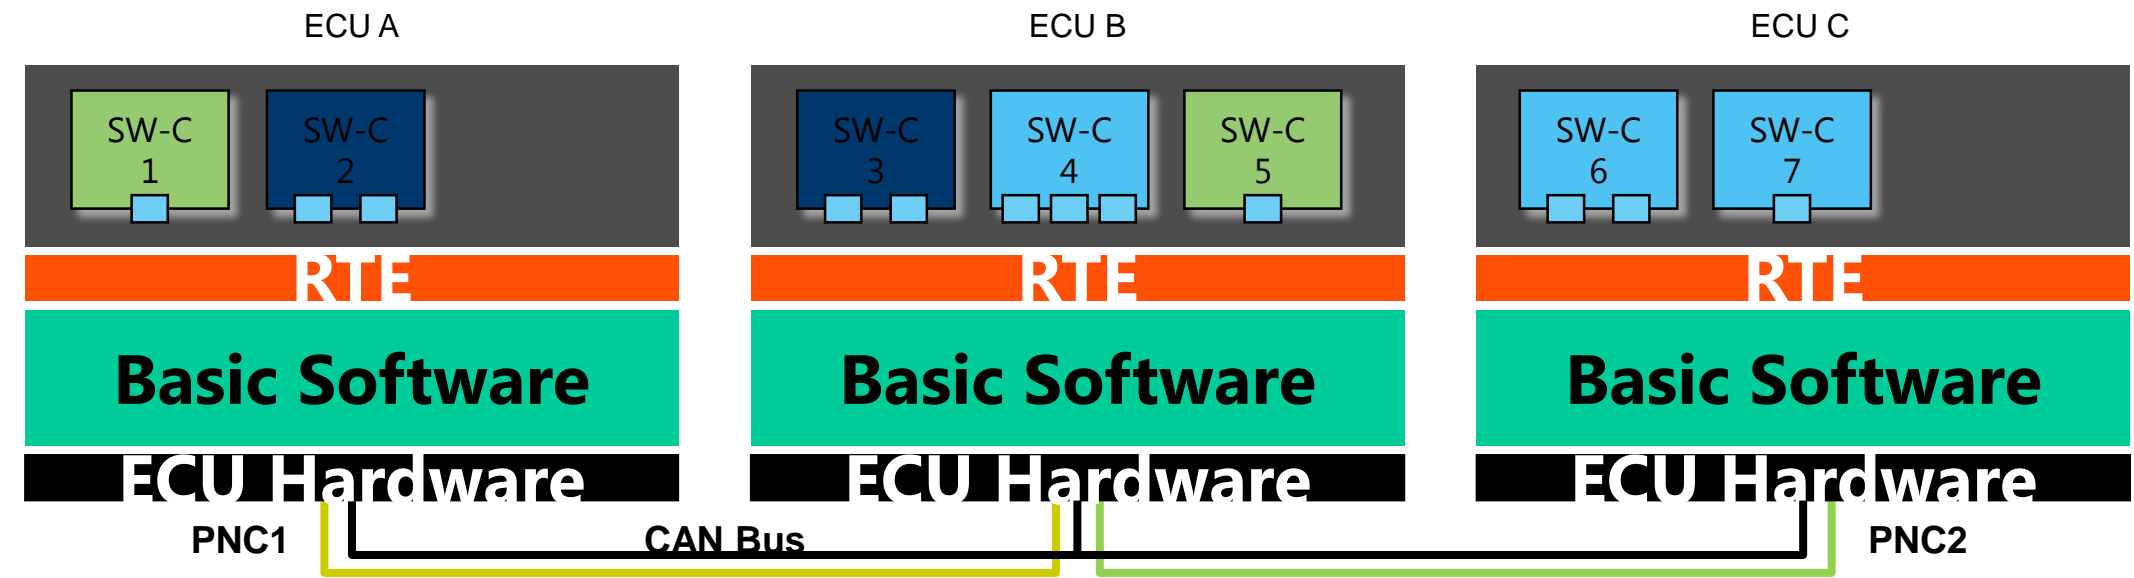 ECU A
ECU B
ECU C
SW-C
1
SW-C
2
SW-C
3
SW-C
4
SW-C
5
SW-C
6
SW-C
7
RTE
RTE
RTE
Basic Software
Basic Software
Basic Software
ECU Hardware
ECU Hardware
ECU Hardware
PNC1
CAN Bus
PNC2